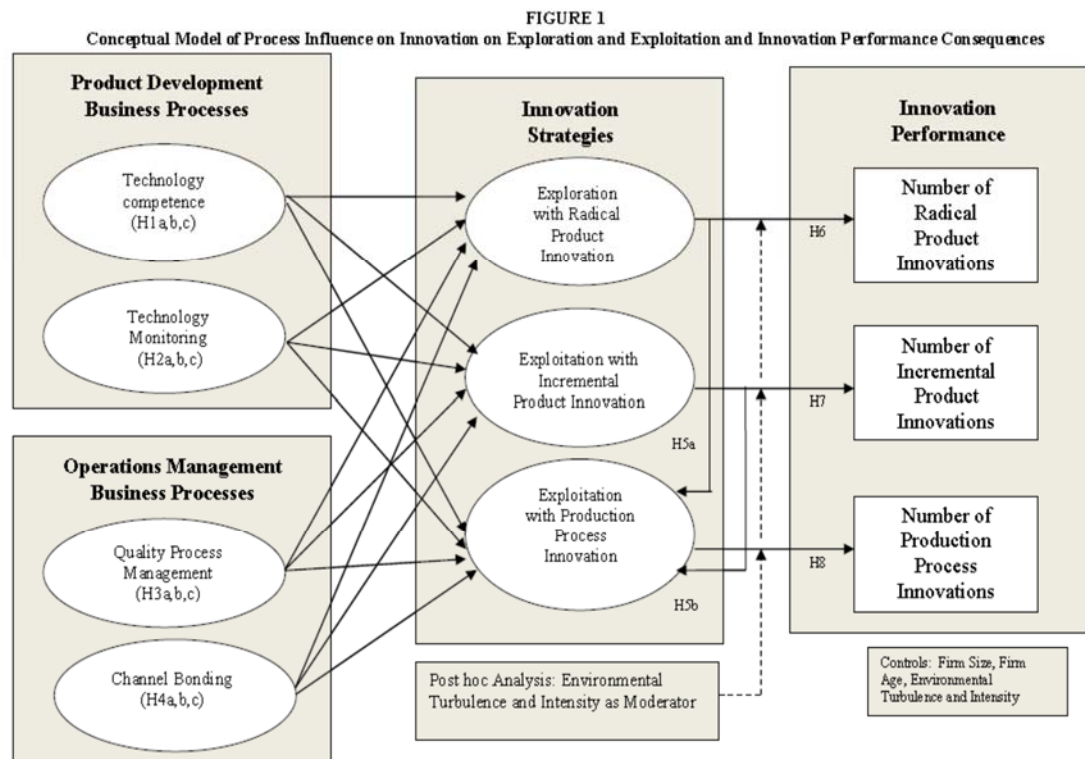 FIGURE 1
Conceptual Model of Process Influence on Innovation on Exploration and Exploitation and Innovation Performance Consequences
Product Development
Business Processes
Technology
competence
(H1a,b,c)
Technology
Monitoring
(H2a,b,c)
Operations Management
Business Processes
Quality Process
Management
(H3a,b,c)
Channel Bonding
(H4a,b,c)
Innovation
Strategies
Exploration
with Radical
Product
Innovation
Exploitation with
Incremental
Product Innovation
H5a
Exploitation
with Production
Process
Innovation
H5b
Post hoc Analysis: Environmental
Turbulence and Intensity as Moderator
Innovation
Performance
H6
Number of
Radical
Product
Innovations
H7
Number of
Incremental
Product
Innovations
H8
Number of
Production
Process
Innovations
Controls: Firm Size, Firm
Age, Environmental
Turbulence and Intensity